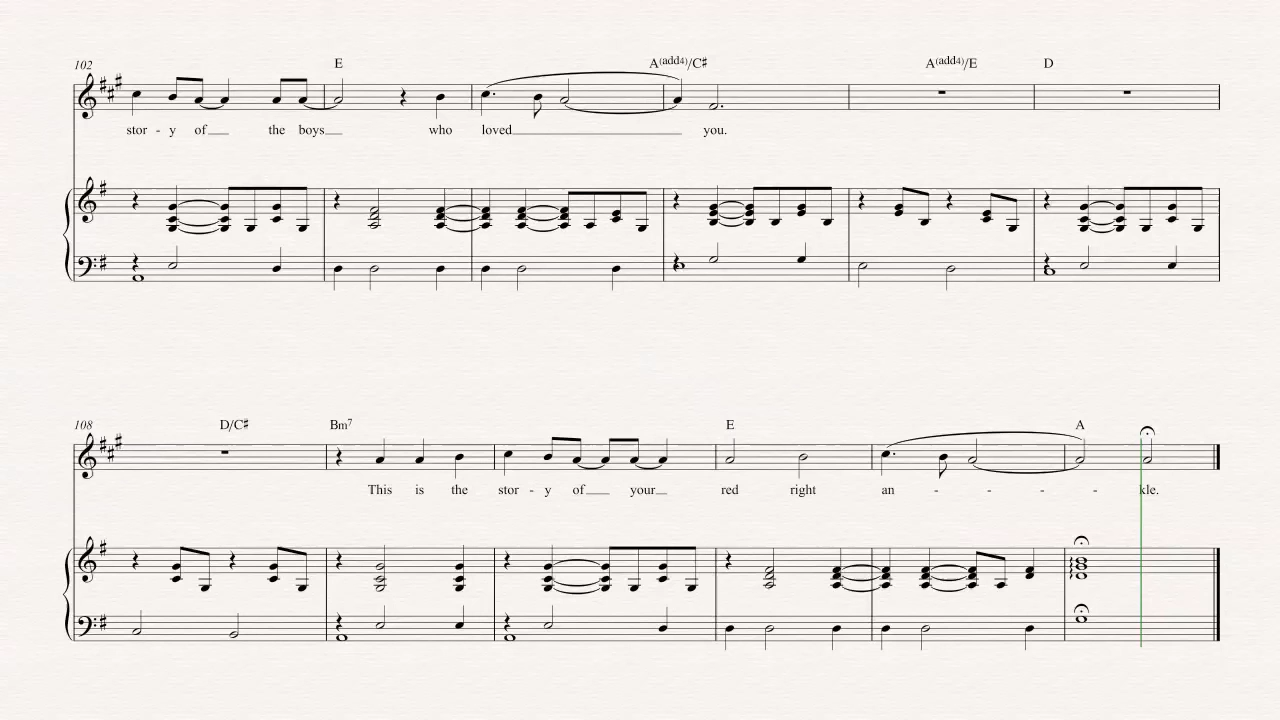 102 E A(add4)/C♯ A(add4)/E D
stor - y of the boys who loved you.
108 D/C♯ Bm7 E A
This is the stor - y of your red right an - - - - kle.